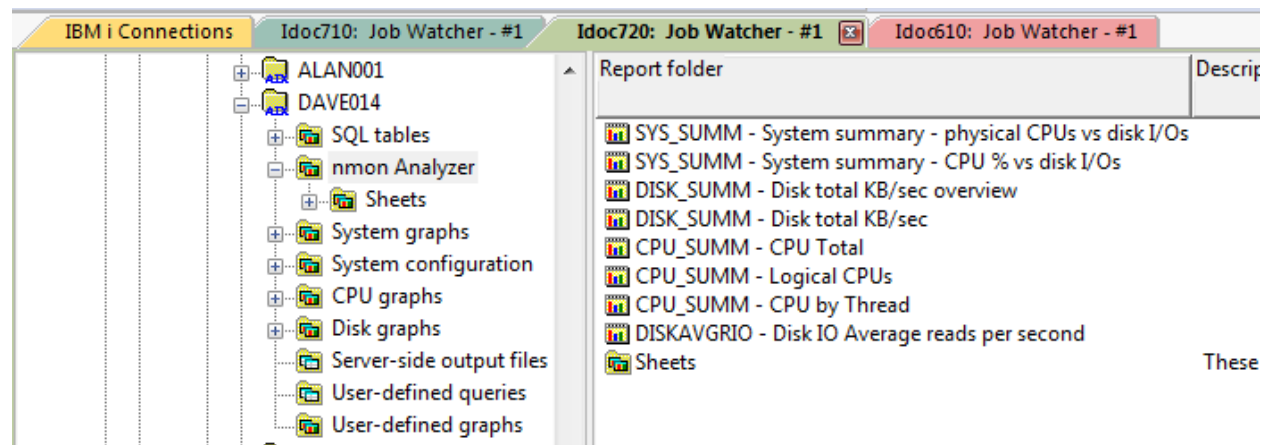 IBM i Connections Idoc710: Job Watcher - #1 Idoc720: Job Watcher - #1 Idoc610: Job Watcher - #1
ALAN001
DAVE014
SQL tables
nmon Analyzer
Sheets
System graphs
System configuration
CPU graphs
Disk graphs
Server-side output files
User-defined queries
User-defined graphs
Report folder Descrip
SYS_SUMM - System summary - physical CPUs vs disk I/Os
SYS_SUMM - System summary - CPU % vs disk I/Os
DISK_SUMM - Disk total KB/sec overview
DISK_SUMM - Disk total KB/sec
CPU_SUMM - CPU Total
CPU_SUMM - Logical CPUs
CPU_SUMM - CPU by Thread
DISKAVGRIO - Disk IO Average reads per second
Sheets These